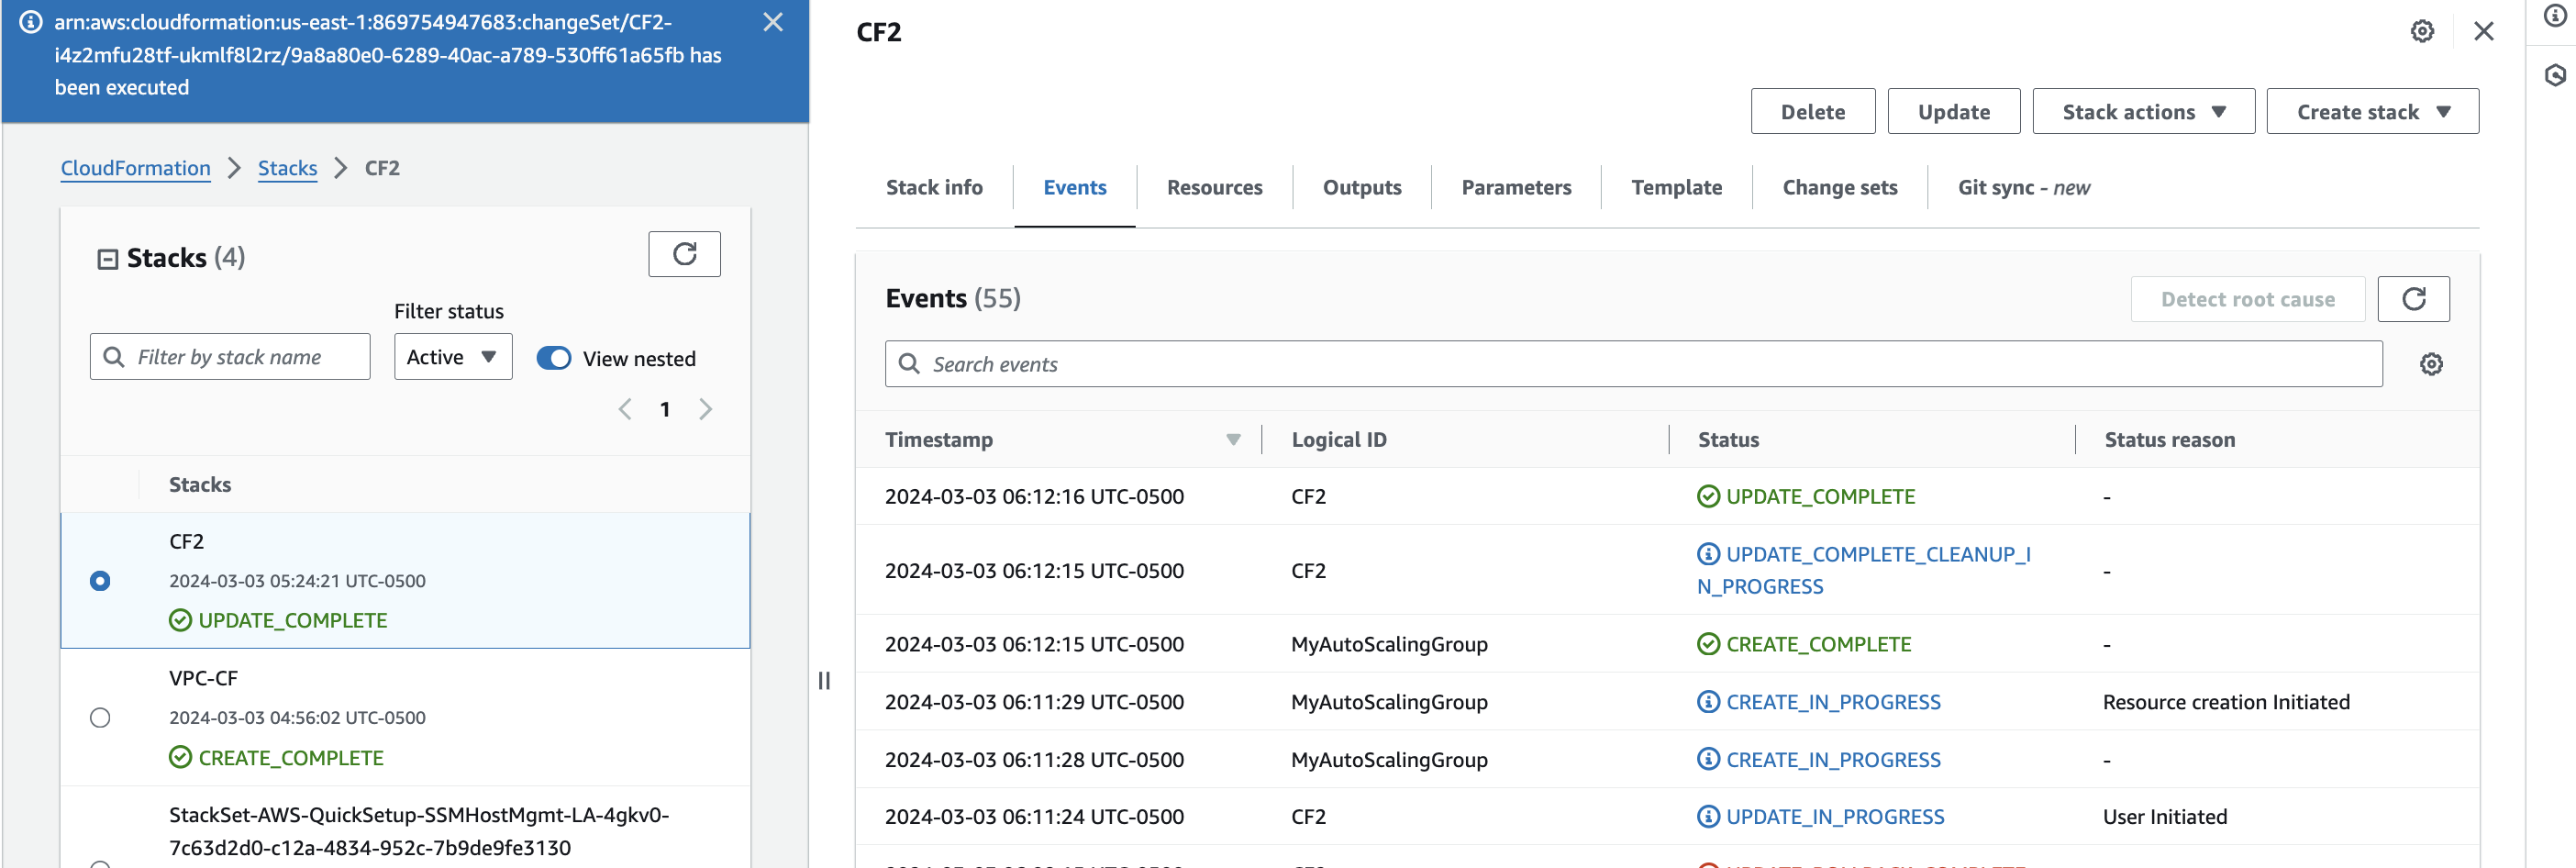 arn:aws:cloudformation:us-east-1:869754947683:changeSet/CF2-
i4z2mfu28tf-ukmlf8l2rz/9a8a80e0-6289-40ac-a789-530ff61a65fb has
been executed
CloudFormation > Stacks > CF2
Stacks (4)
Filter status
Filter by stack name
Active
View nested
1
Stacks
CF2
2024-03-03 05:24:21 UTC-0500
UPDATE_COMPLETE
VPC-CF
2024-03-03 04:56:02 UTC-0500
CREATE_COMPLETE
StackSet-AWS-QuickSetup-SSMHostMgmt-LA-4gkv0-
7c63d2d0-c12a-4834-952c-7b9de9fe3130
CF2
Delete Update Stack actions Create stack
Stack info Events Resources Outputs Parameters Template Change sets Git sync - new
Events (55)
Detect root cause
Search events
Timestamp Logical ID Status Status reason
2024-03-03 06:12:16 UTC-0500 CF2 UPDATE_COMPLETE -
2024-03-03 06:12:15 UTC-0500 CF2 UPDATE_COMPLETE_CLEANUP_I
N_PROGRESS -
2024-03-03 06:12:15 UTC-0500 MyAutoScalingGroup CREATE_COMPLETE -
2024-03-03 06:11:29 UTC-0500 MyAutoScalingGroup CREATE_IN_PROGRESS Resource creation Initiated
2024-03-03 06:11:28 UTC-0500 MyAutoScalingGroup CREATE_IN_PROGRESS -
2024-03-03 06:11:24 UTC-0500 CF2 UPDATE_IN_PROGRESS User Initiated